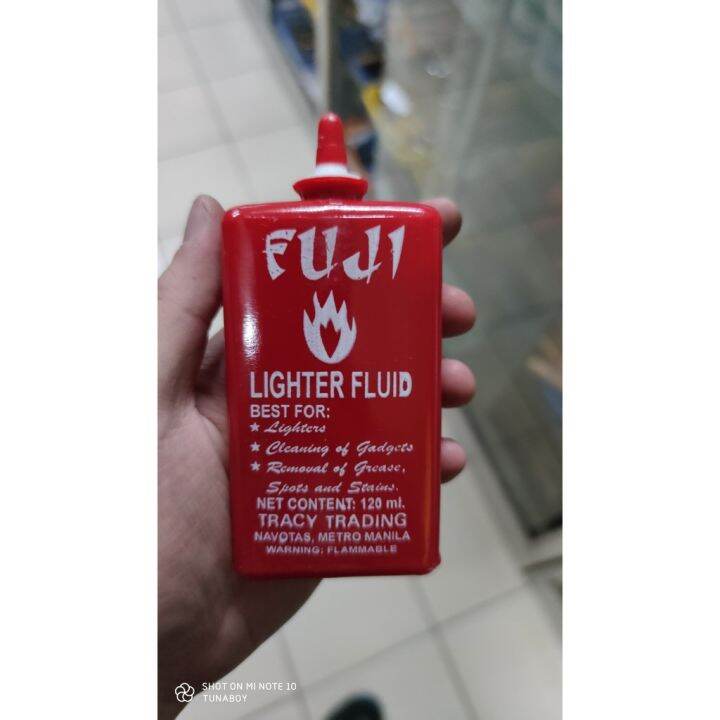 FUJI
LIGHTER FLUID
BEST FOR:
★ Lighters
★ Cleaning of Gadgets
★ Removal of Grease,
Spots and Stains.
NET CONTENT: 120 ml.
TRACY TRADING
NAVOTAS, METRO MANILA
WARNING: FLAMMABLE
SHOT ON MI NOTE 10
TUNABOY